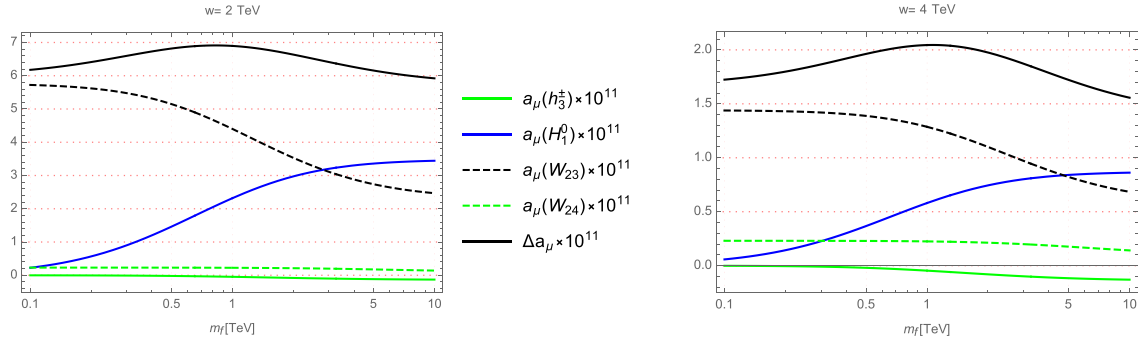 w= 2 TeV
7
6
5
4
3
2
1
0
0.1 0.5 1 5 10
m_f[TeV]
a_μ(h_3^±)×10^11
a_μ(H_1^0)×10^11
a_μ(W_23)×10^11
a_μ(W_24)×10^11
Δa_μ×10^11
w= 4 TeV
2.0
1.5
1.0
0.5
0.0
0.1 0.5 1 5 10
m_f[TeV]